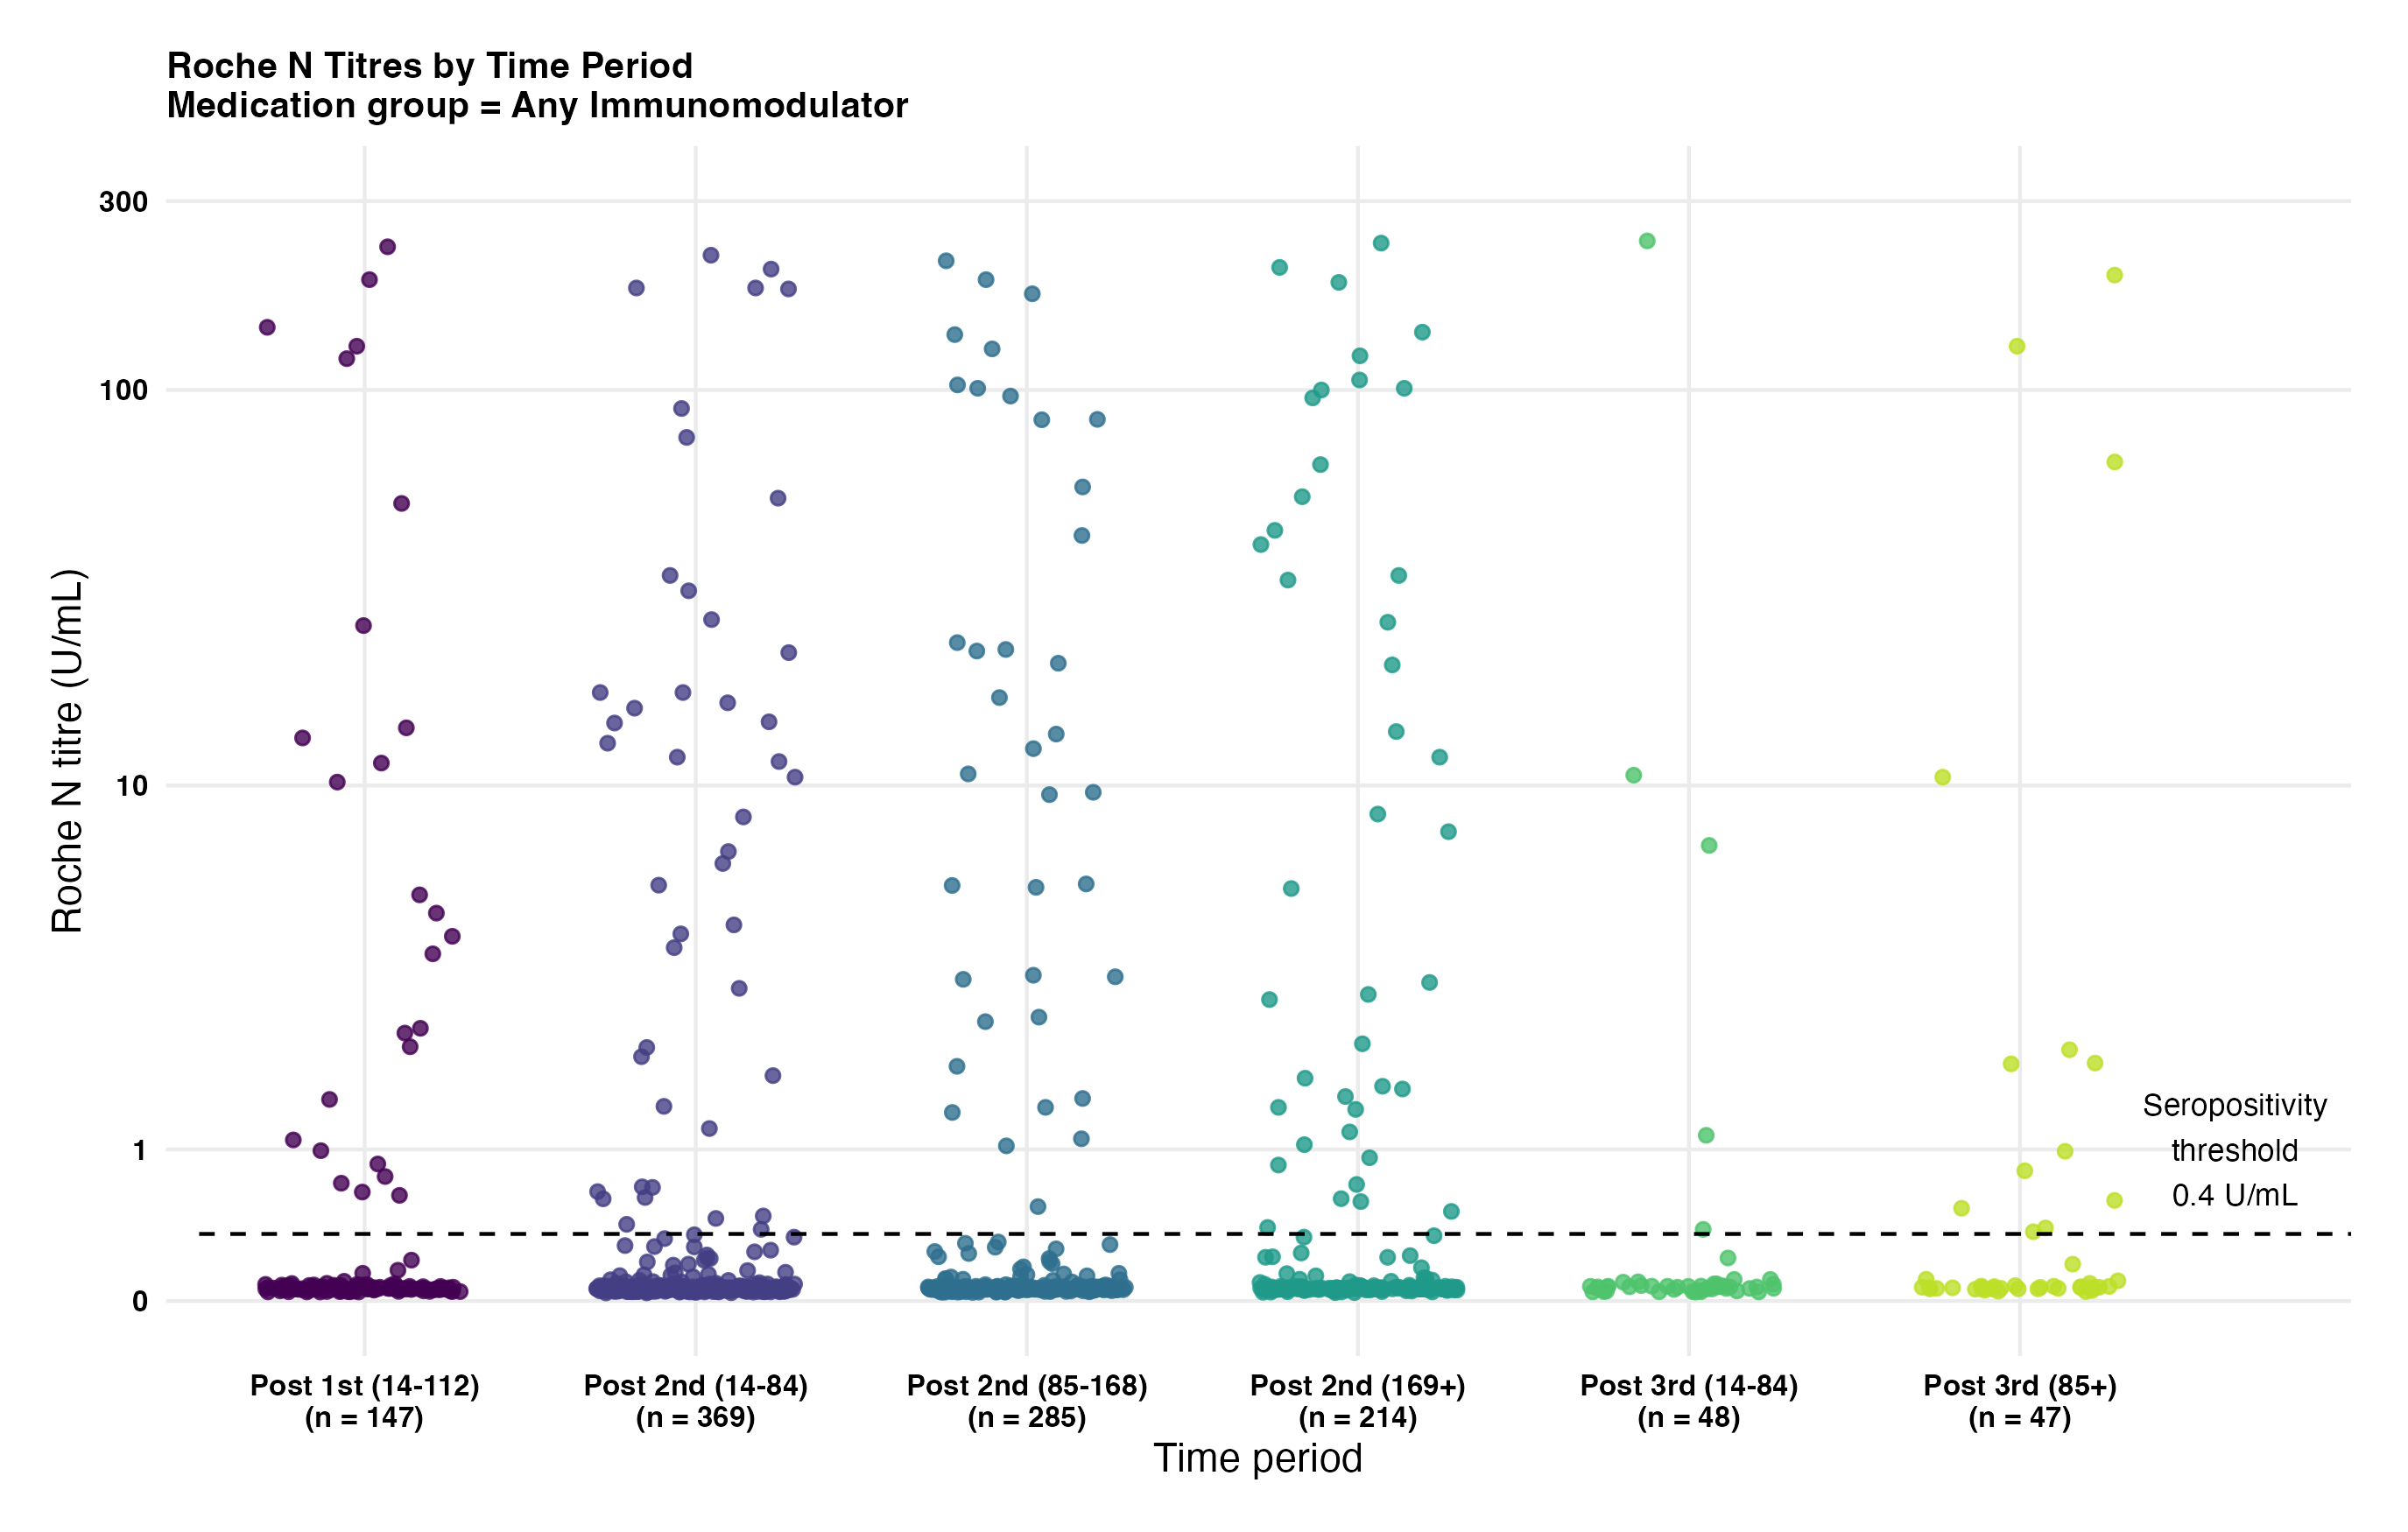 Roche N Titres by Time Period
Medication group = Any Immunomodulator
Roche N titre (U/mL)
300
100
10
1
0
Seropositivity
threshold
0.4 U/mL
Post 1st (14-112)
(n = 147)
Post 2nd (14-84)
(n = 369)
Post 2nd (85-168)
(n = 285)
Post 2nd (169+)
(n = 214)
Post 3rd (14-84)
(n = 48)
Post 3rd (85+)
(n = 47)
Time period